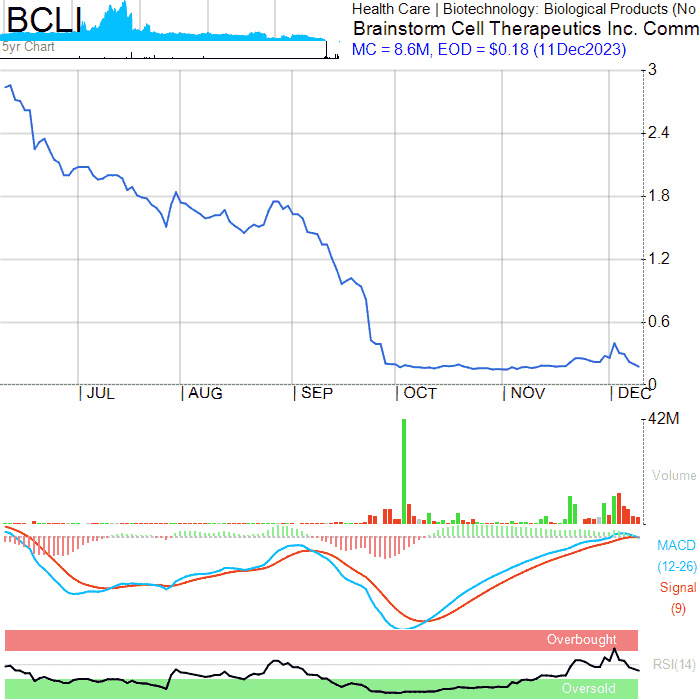 BCLI
5yr Chart
Health Care | Biotechnology: Biological Products (No
Brainstorm Cell Therapeutics Inc. Comm
MC = 8.6M, EOD = $0.18 (11Dec2023)
3
2.4
1.8
1.2
0.6
0
| JUL | AUG | SEP | OCT | NOV | DEC
42M
Volume
MACD
(12-26)
Signal
(9)
Overbought
RSI(14)
Oversold